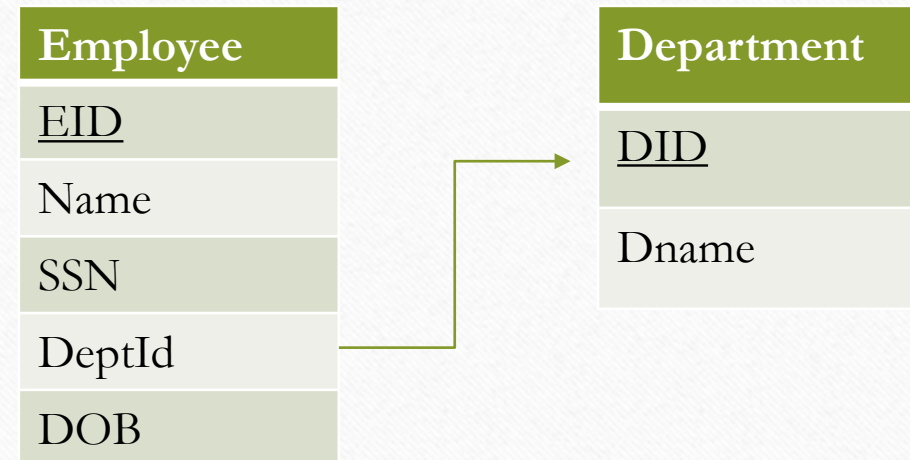 Employee
EID
Name
SSN
DeptId
DOB
Department
DID
Dname